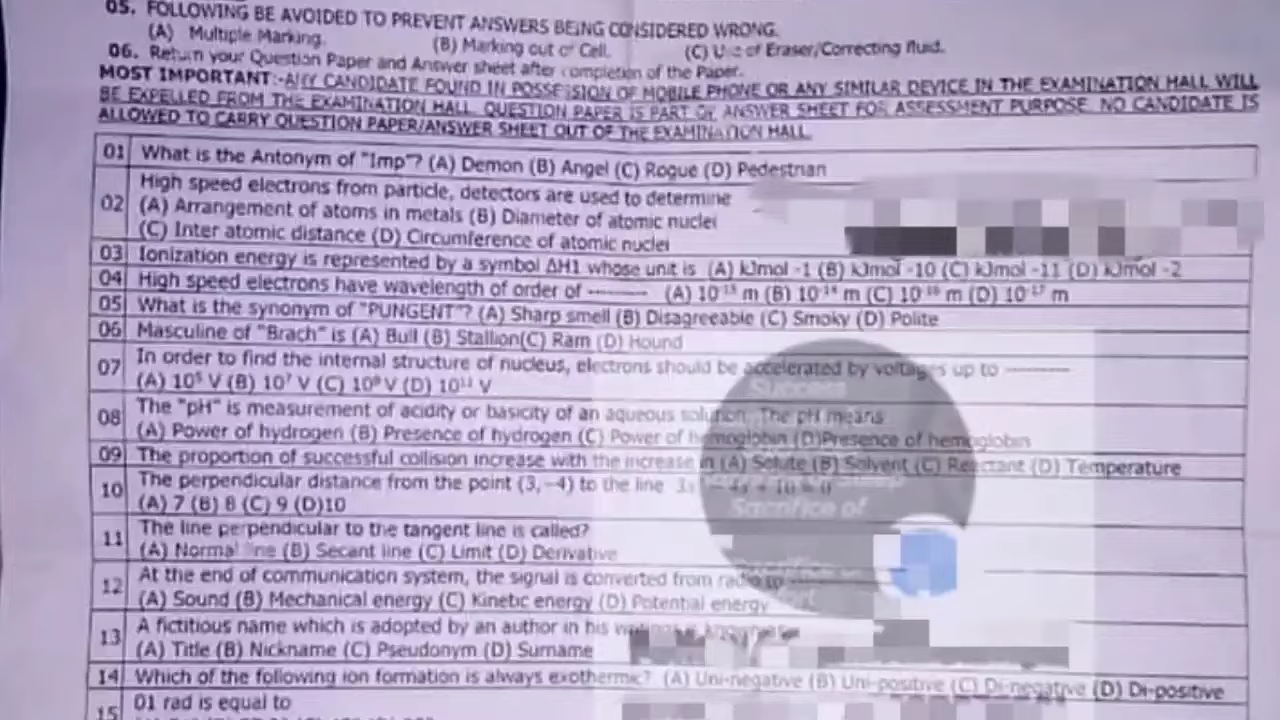 05. FOLLOWING BE AVOIDED TO PREVENT ANSWERS BEING CONSIDERED WRONG.
(A) Multiple Marking. (B) Marking out of Cell. (C) Use of Eraser/Correcting fluid.
06. Return your Question Paper and Answer sheet after completion of the Paper.
MOST IMPORTANT:-ANY CANDIDATE FOUND IN POSSESSION OF MOBILE PHONE OR ANY SIMILAR DEVICE IN THE EXAMINATION HALL WILL
BE EXPELLED FROM THE EXAMINATION HALL. QUESTION PAPER IS PART OF ANSWER SHEET FOR ASSESSMENT PURPOSE. NO CANDIDATE IS
ALLOWED TO CARRY QUESTION PAPER/ANSWER SHEET OUT OF THE EXAMINATION HALL.
01 What is the Antonym of "Imp"? (A) Demon (B) Angel (C) Rogue (D) Pedestrian
02 High speed electrons from particle, detectors are used to determine
(A) Arrangement of atoms in metals (B) Diameter of atomic nuclei
(C) Inter atomic distance (D) Circumference of atomic nuclei
03 Ionization energy is represented by a symbol ΔH1 whose unit is (A) kJmol -1 (B) kJmol -10 (C) kJmol -11 (D) kJmol -2
04 High speed electrons have wavelength of order of --------- (A) 10 m (B) 10 m (C) 10 m (D) 10 m
05 What is the synonym of "PUNGENT"? (A) Sharp smell (B) Disagreeable (C) Smoky (D) Polite
06 Masculine of "Brach" is (A) Bull (B) Stallion(C) Ram (D) Hound
07 In order to find the internal structure of nucleus, electrons should be accelerated by voltages up to ---------
(A) 10⁵ V (B) 10⁷ V (C) 10⁹ V (D) 10¹¹ V
08 The "pH" is measurement of acidity or basicity of an aqueous solution. The pH means
(A) Power of hydrogen (B) Presence of hydrogen (C) Power of hemoglobin (D)Presence of hemoglobin
09 The proportion of successful collision increase with the increase in (A) Solute (B) Solvent (C) Reactant (D) Temperature
10 The perpendicular distance from the point (3,−4) to the line
(A) 7 (B) 8 (C) 9 (D)10
11 The line perpendicular to the tangent line is called?
(A) Normal line (B) Secant line (C) Limit (D) Derivative
12 At the end of communication system, the signal is converted from radio to
(A) Sound (B) Mechanical energy (C) Kinetic energy (D) Potential energy
13 A fictitious name which is adopted by an author in his
(A) Title (B) Nickname (C) Pseudonym (D) Surname
14 Which of the following ion formation is always exothermic? (A) Uni-negative (B) Uni-positive (C) Di-negative (D) Di-positive
15 01 rad is equal to
Success
Sacrifice of